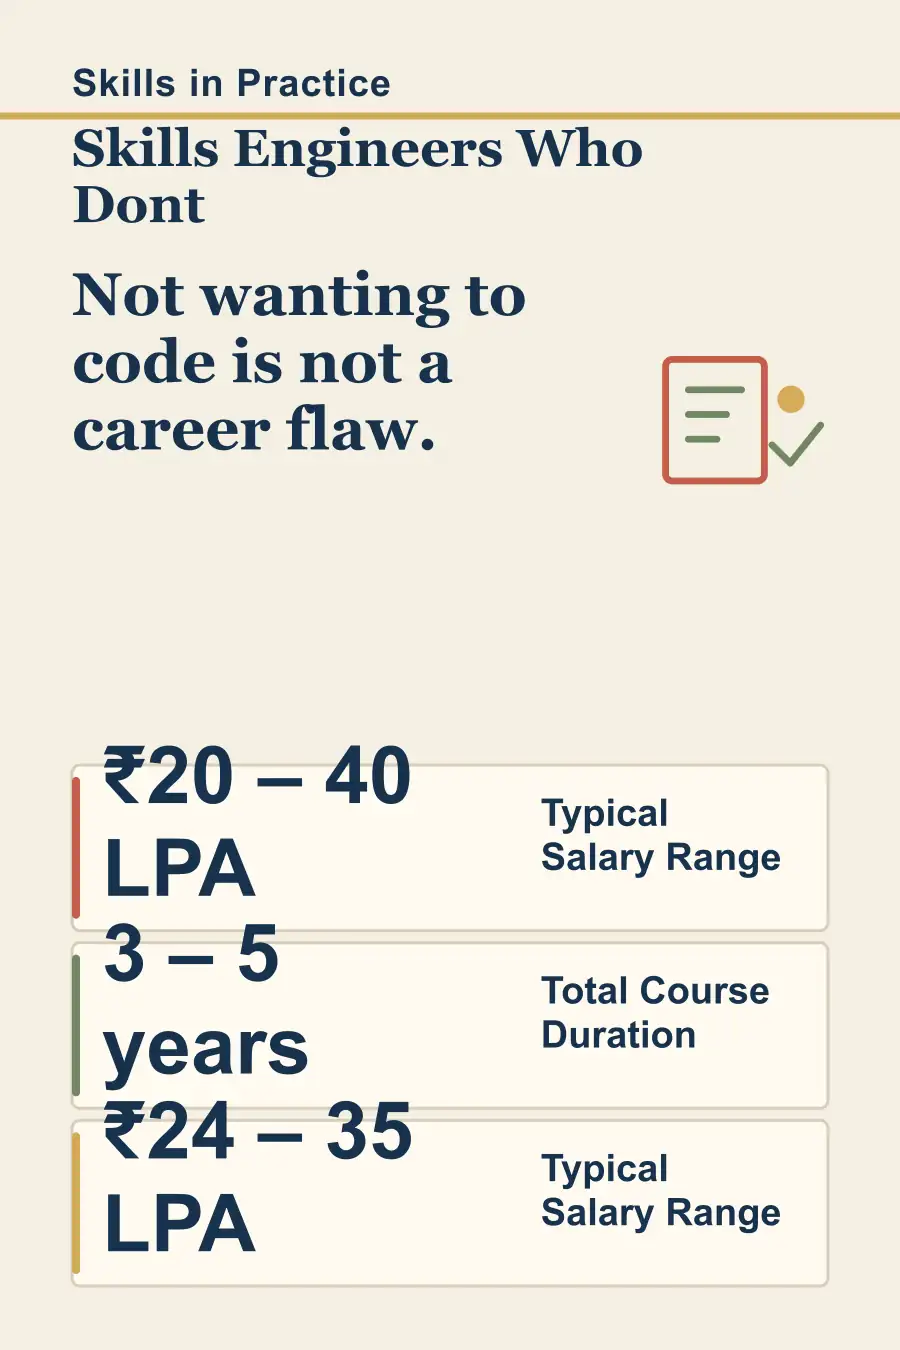 Skills in Practice
Skills Engineers Who
Dont
Not wanting to
code is not a
career flaw.
₹20 – 40
LPA
Typical
Salary Range
3 – 5
years
Total Course
Duration
₹24 – 35
LPA
Typical
Salary Range